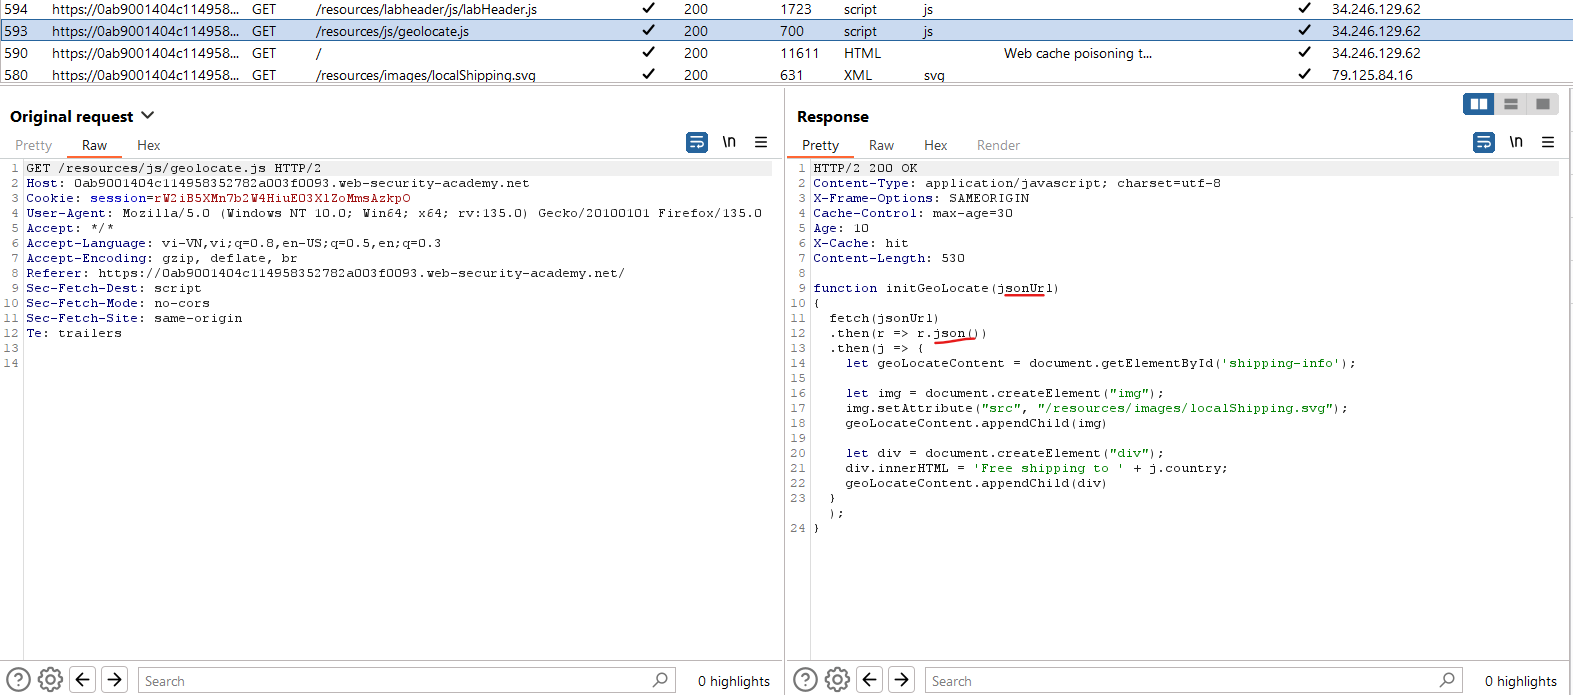 594 https://0ab9001404c114958... GET /resources/labheader/js/labHeader.js 200 1723 script js 34.246.129.62
593 https://0ab9001404c114958... GET /resources/js/geolocate.js 200 700 script js 34.246.129.62
590 https://0ab9001404c114958... GET / 200 11611 HTML Web cache poisoning t... 34.246.129.62
580 https://0ab9001404c114958... GET /resources/images/localShipping.svg 200 631 XML svg 79.125.84.16
Original request
Pretty Raw Hex \n
1 GET /resources/js/geolocate.js HTTP/2
2 Host: 0ab9001404c114958352782a003f0093.web-security-academy.net
3 Cookie: session=rW2iB5XMn7b2W4HiuEO3XlZoMmsAzkpO
4 User-Agent: Mozilla/5.0 (Windows NT 10.0; Win64; x64; rv:135.0) Gecko/20100101 Firefox/135.0
5 Accept: */*
6 Accept-Language: vi-VN,vi;q=0.8,en-US;q=0.5,en;q=0.3
7 Accept-Encoding: gzip, deflate, br
8 Referer: https://0ab9001404c114958352782a003f0093.web-security-academy.net/
9 Sec-Fetch-Dest: script
10 Sec-Fetch-Mode: no-cors
11 Sec-Fetch-Site: same-origin
12 Te: trailers
13
14
Search 0 highlights
Response
Pretty Raw Hex Render \n
1 HTTP/2 200 OK
2 Content-Type: application/javascript; charset=utf-8
3 X-Frame-Options: SAMEORIGIN
4 Cache-Control: max-age=30
5 Age: 10
6 X-Cache: hit
7 Content-Length: 530
8
9 function initGeoLocate(jsonUrl)
10 {
11 fetch(jsonUrl)
12 .then(r => r.json())
13 .then(j => {
14 let geoLocateContent = document.getElementById('shipping-info');
15
16 let img = document.createElement("img");
17 img.setAttribute("src", "/resources/images/localShipping.svg");
18 geoLocateContent.appendChild(img)
19
20 let div = document.createElement("div");
21 div.innerHTML = 'Free shipping to ' + j.country;
22 geoLocateContent.appendChild(div)
23 }
);
24 }
Search 0 highlights